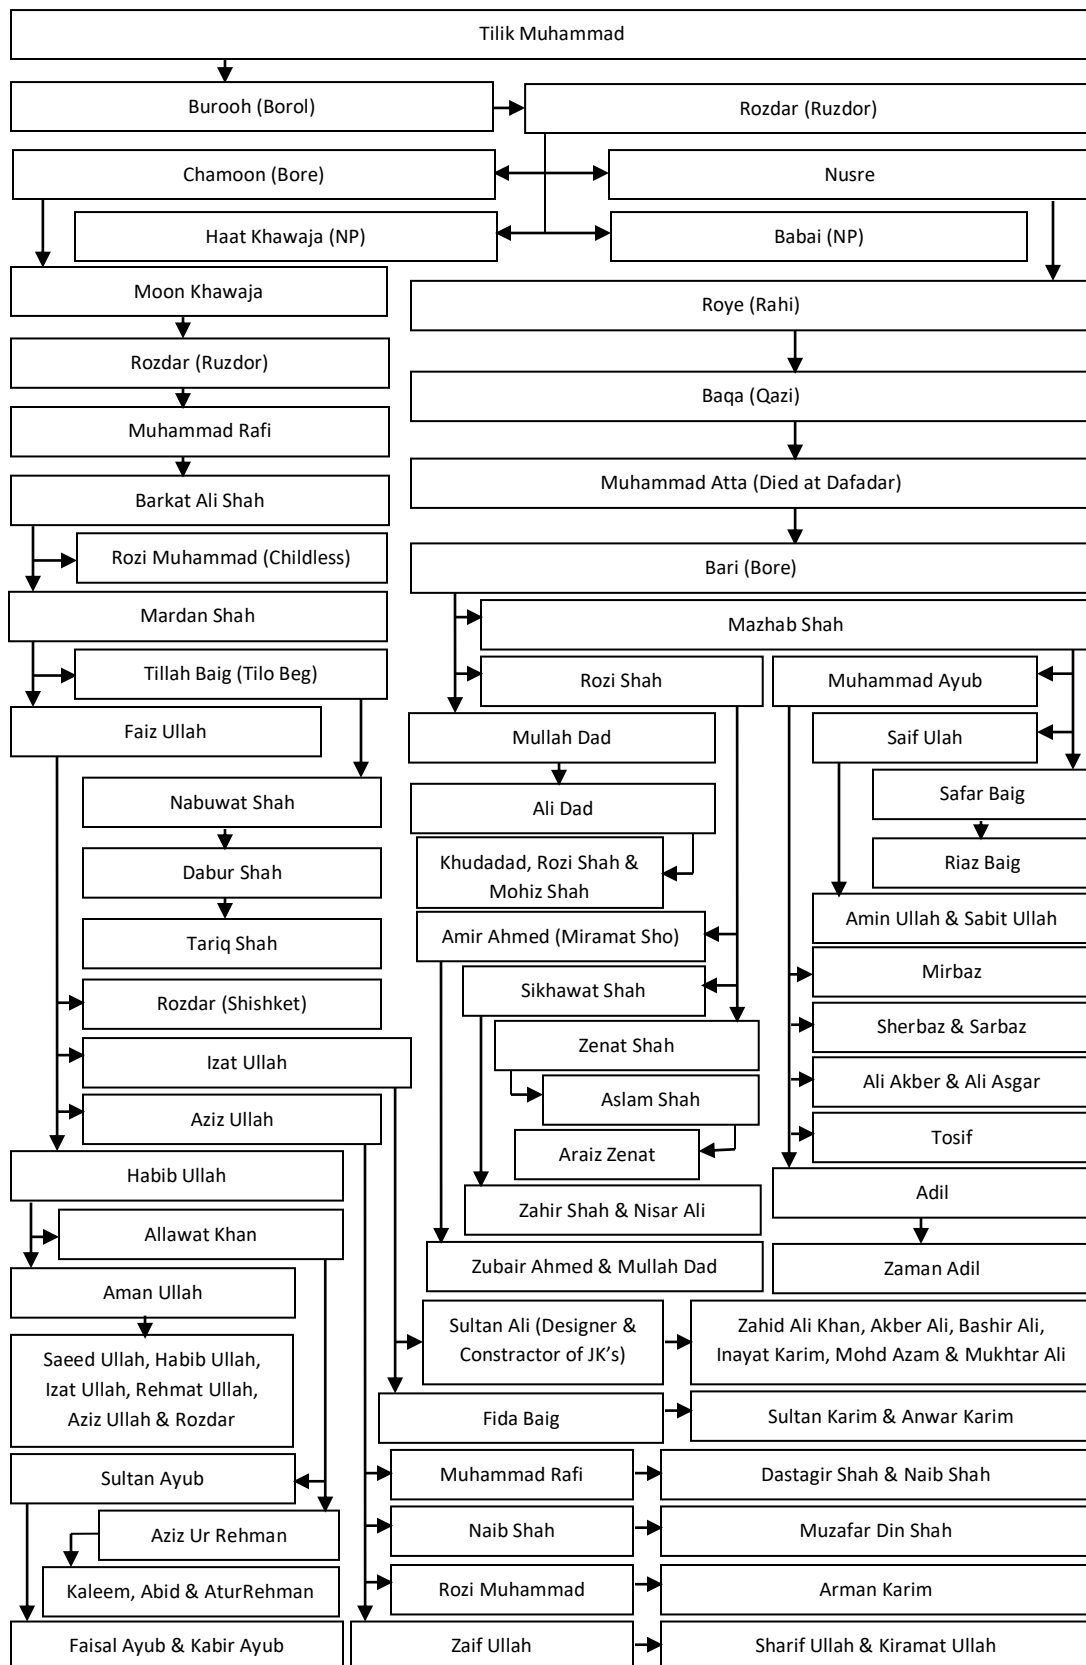 Tilik Muhammad
Burooh (Borol)
Rozdar (Ruzdor)
Chamoon (Bore)
Nusre
Haat Khawaja (NP)
Babai (NP)
Moon Khawaja
Roye (Rahi)
Rozdar (Ruzdor)
Baqa (Qazi)
Muhammad Rafi
Muhammad Atta (Died at Dafadar)
Barkat Ali Shah
Rozi Muhammad (Childless)
Bari (Bore)
Mardan Shah
Mazhab Shah
Tillah Baig (Tilo Beg)
Rozi Shah
Muhammad Ayub
Faiz Ullah
Mullah Dad
Saif Ulah
Nabuwat Shah
Ali Dad
Safar Baig
Dabur Shah
Khudadad, Rozi Shah &
Mohiz Shah
Riaz Baig
Tariq Shah
Amir Ahmed (Miramat Sho)
Amin Ullah & Sabit Ullah
Rozdar (Shishket)
Sikhawat Shah
Mirbaz
Izat Ullah
Zenat Shah
Sherbaz & Sarbaz
Aziz Ullah
Aslam Shah
Ali Akber & Ali Asgar
Habib Ullah
Araiz Zenat
Tosif
Allawat Khan
Zahir Shah & Nisar Ali
Adil
Aman Ullah
Zubair Ahmed & Mullah Dad
Zaman Adil
Saeed Ullah, Habib Ullah,
Izat Ullah, Rehmat Ullah,
Aziz Ullah & Rozdar
Sultan Ali (Designer &
Constractor of JK’s)
Zahid Ali Khan, Akber Ali, Bashir Ali,
Inayat Karim, Mohd Azam & Mukhtar Ali
Fida Baig
Sultan Karim & Anwar Karim
Sultan Ayub
Muhammad Rafi
Dastagir Shah & Naib Shah
Aziz Ur Rehman
Naib Shah
Muzafar Din Shah
Kaleem, Abid & AturRehman
Rozi Muhammad
Arman Karim
Faisal Ayub & Kabir Ayub
Zaif Ullah
Sharif Ullah & Kiramat Ullah